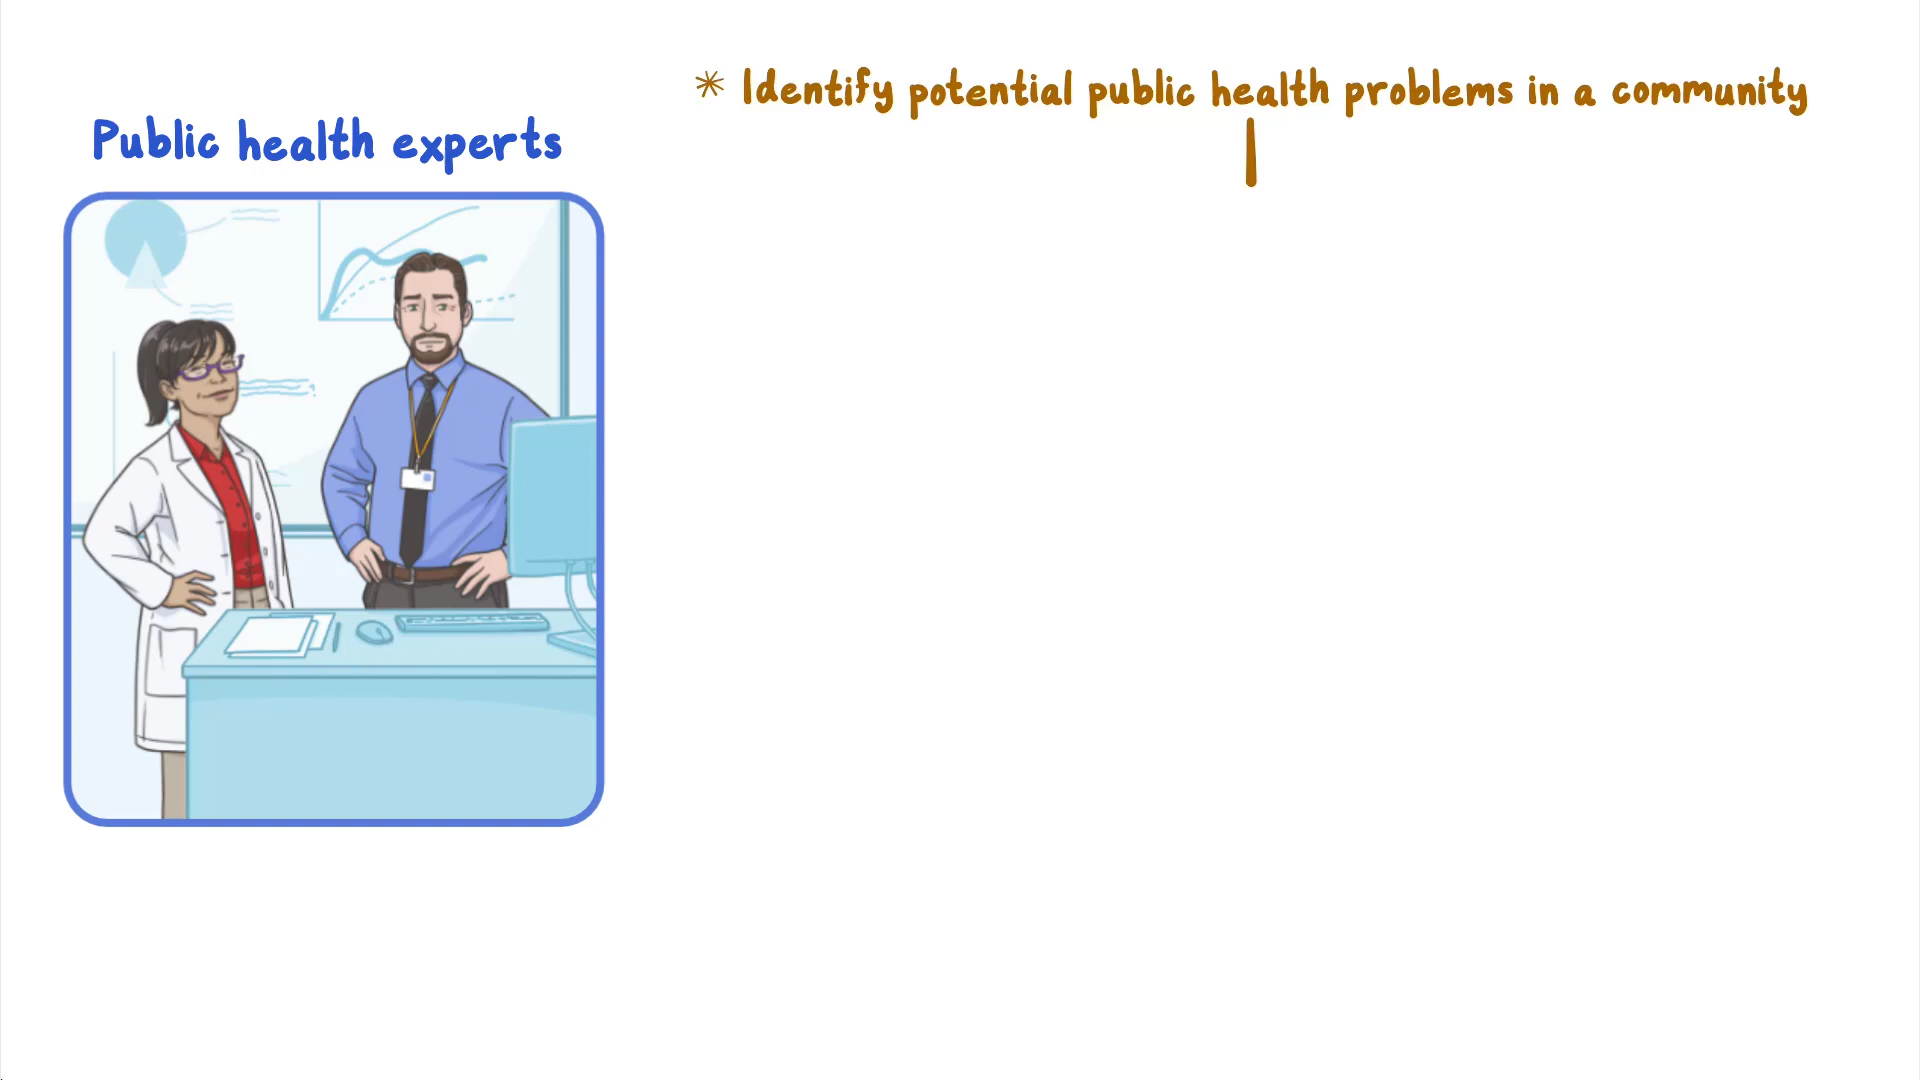 Public health experts
* Identify potential public health problems in a community